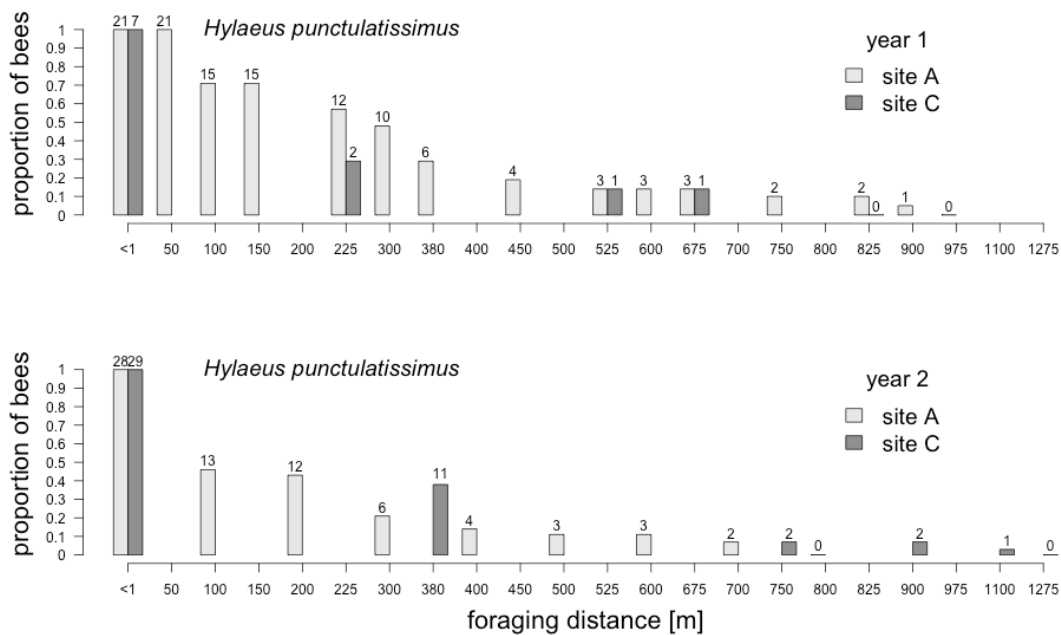 Hylaeus punctulatissimus
year 1
site A
site C
proportion of bees
1
0.9
0.8
0.7
0.6
0.5
0.4
0.3
0.2
0.1
0
21 7 21 15 15 12 2 10 6 4 3 1 3 3 1 2 2 0 1 0
<1 50 100 150 200 225 300 380 400 450 500 525 600 675 700 750 800 825 900 975 1100 1275
Hylaeus punctulatissimus
year 2
site A
site C
proportion of bees
1
0.9
0.8
0.7
0.6
0.5
0.4
0.3
0.2
0.1
0
28 29 13 12 6 11 4 3 3 2 2 0 2 1 0
<1 50 100 150 200 225 300 380 400 450 500 525 600 675 700 750 800 825 900 975 1100 1275
foraging distance [m]